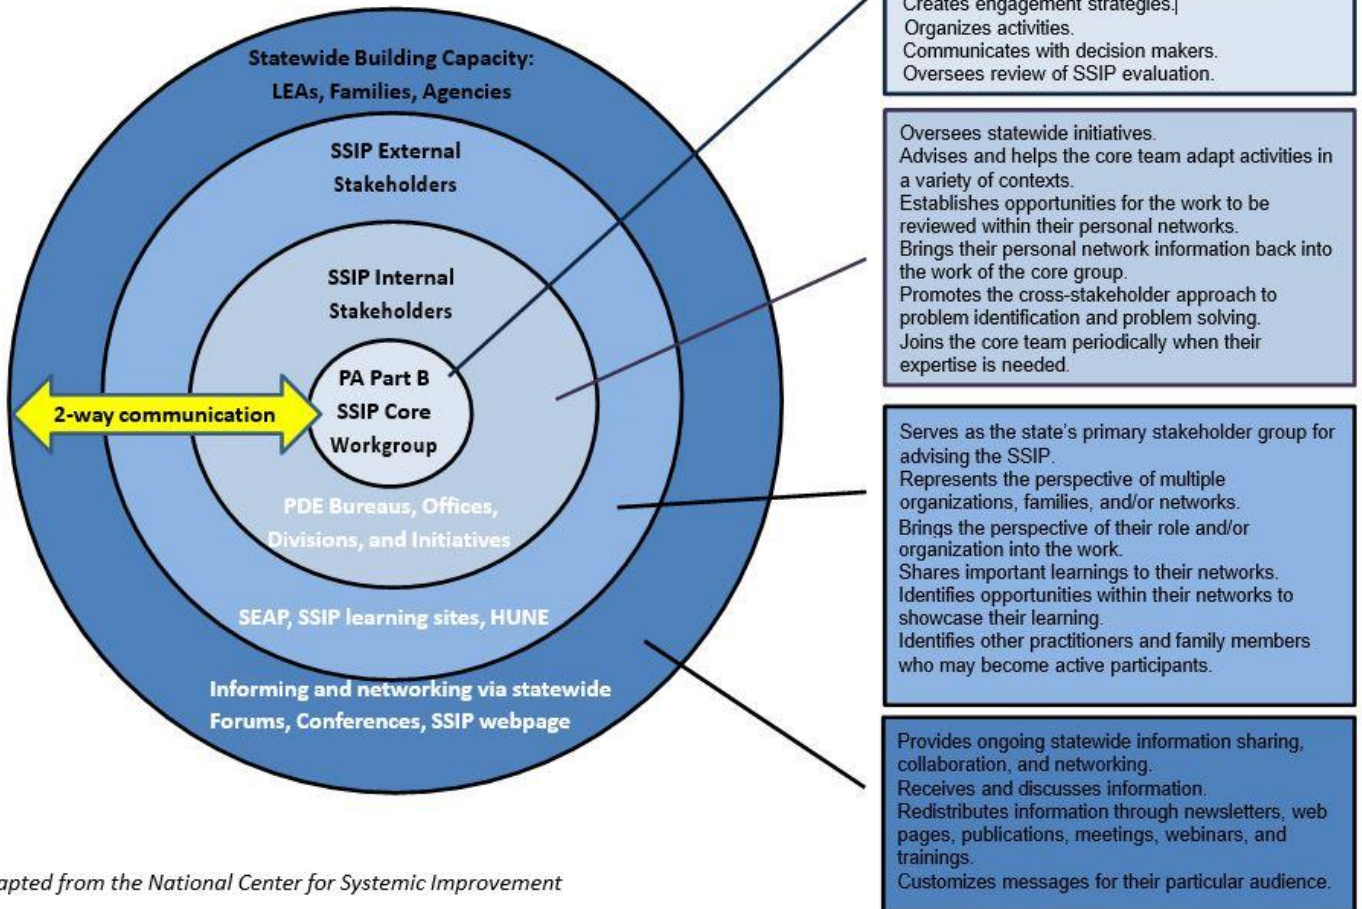 Statewide Building Capacity:
LEAs, Families, Agencies
SSIP External
Stakeholders
SSIP Internal
Stakeholders
PA Part B
SSIP Core
Workgroup
2-way communication
PDE Bureaus, Offices,
Divisions, and Initiatives
SEAP, SSIP learning sites, HUNE
Informing and networking via statewide
Forums, Conferences, SSIP webpage
Creates engagement strategies.
Organizes activities.
Communicates with decision makers.
Oversees review of SSIP evaluation.
Oversees statewide initiatives.
Advises and helps the core team adapt activities in
a variety of contexts.
Establishes opportunities for the work to be
reviewed within their personal networks.
Brings their personal network information back into
the work of the core group.
Promotes the cross-stakeholder approach to
problem identification and problem solving.
Joins the core team periodically when their
expertise is needed.
Serves as the state's primary stakeholder group for
advising the SSIP.
Represents the perspective of multiple
organizations, families, and/or networks.
Brings the perspective of their role and/or
organization into the work.
Shares important learnings to their networks.
Identifies opportunities within their networks to
showcase their learning.
Identifies other practitioners and family members
who may become active participants.
Provides ongoing statewide information sharing,
collaboration, and networking.
Receives and discusses information.
Redistributes information through newsletters, web
pages, publications, meetings, webinars, and
trainings.
Customizes messages for their particular audience.
apted from the National Center for Systemic Improvement